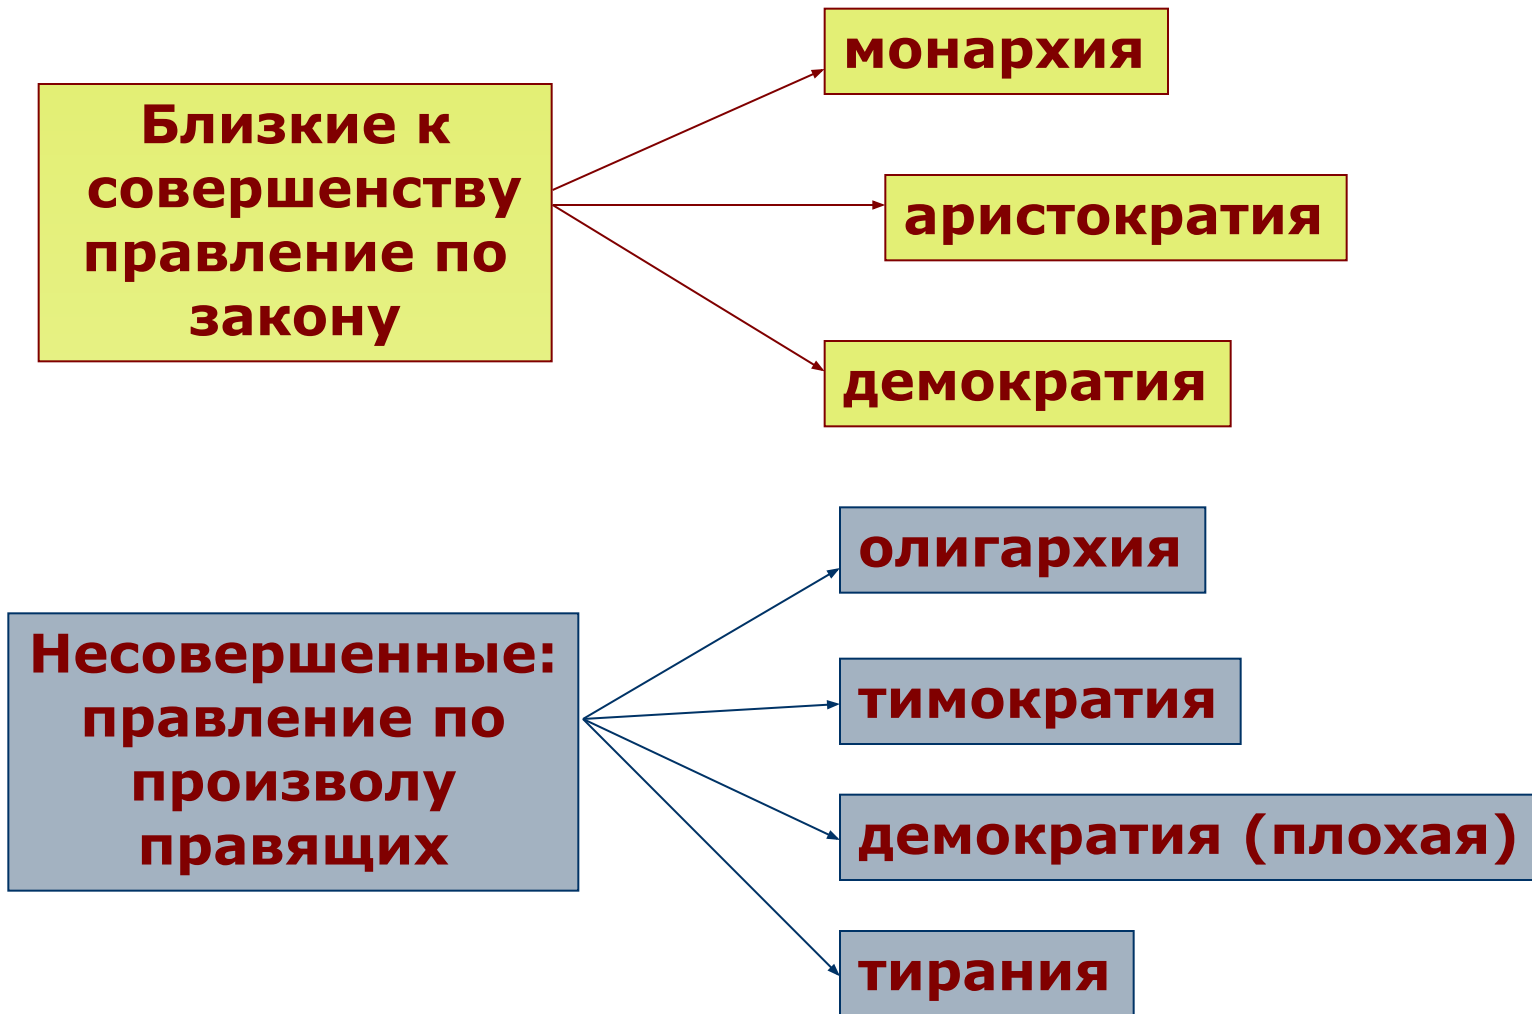 Близкие к
совершенству
правление по
закону
монархия
аристократия
демократия
Несовершенные:
правление по
произволу
правящих
олигархия
тимократия
демократия (плохая)
тирания